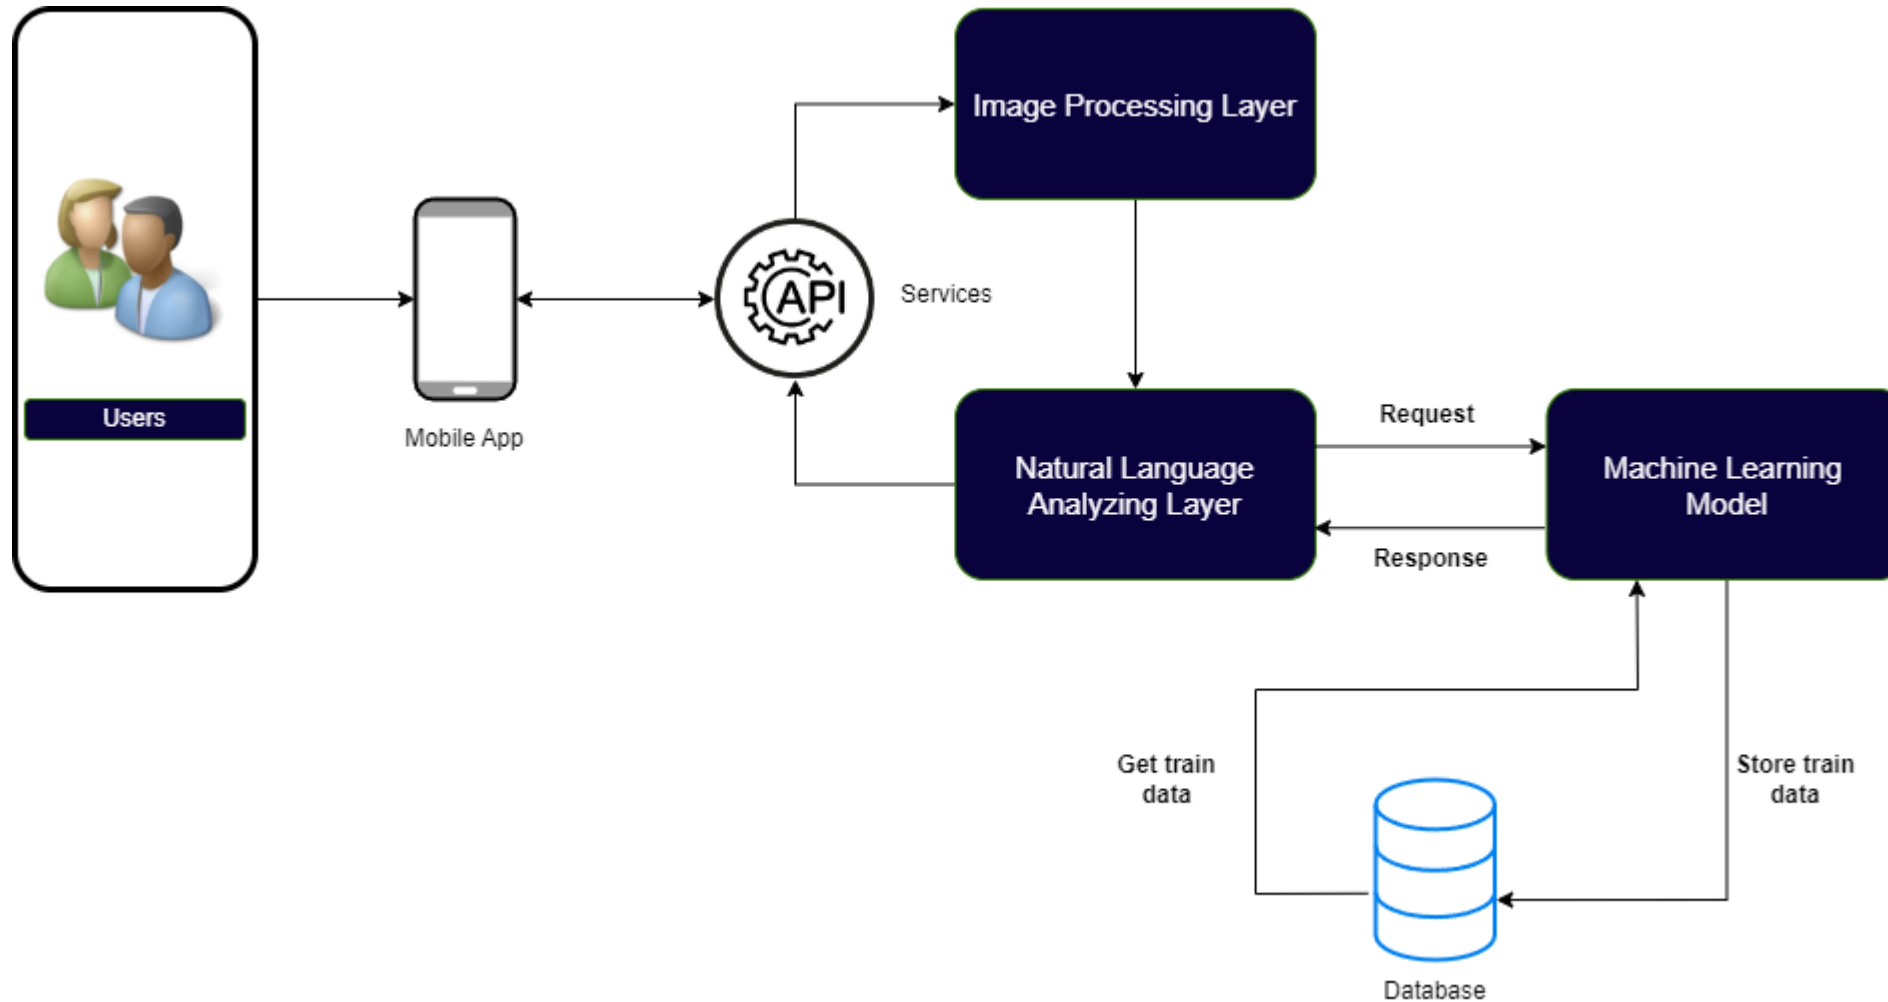 Users
Mobile App
API
Services
Image Processing Layer
Natural Language
Analyzing Layer
Request
Response
Machine Learning
Model
Get train
data
Store train
data
Database